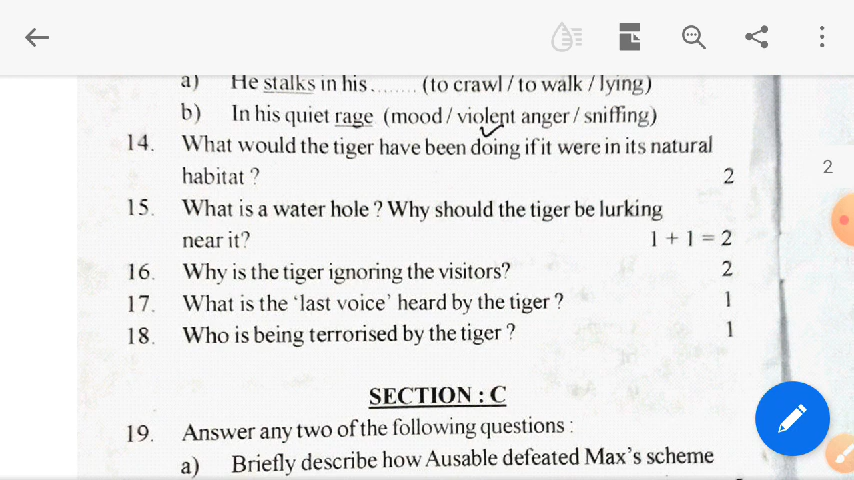 a) He stalks in his........ (to crawl / to walk / lying)
b) In his quiet rage (mood / violent anger / sniffing)
14. What would the tiger have been doing if it were in its natural
habitat ? 2
2
15. What is a water hole ? Why should the tiger be lurking
near it? 1 + 1 = 2
16. Why is the tiger ignoring the visitors? 2
17. What is the ‘last voice’ heard by the tiger ? 1
18. Who is being terrorised by the tiger ? 1
SECTION : C
19. Answer any two of the following questions :
a) Briefly describe how Ausable defeated Max’s scheme